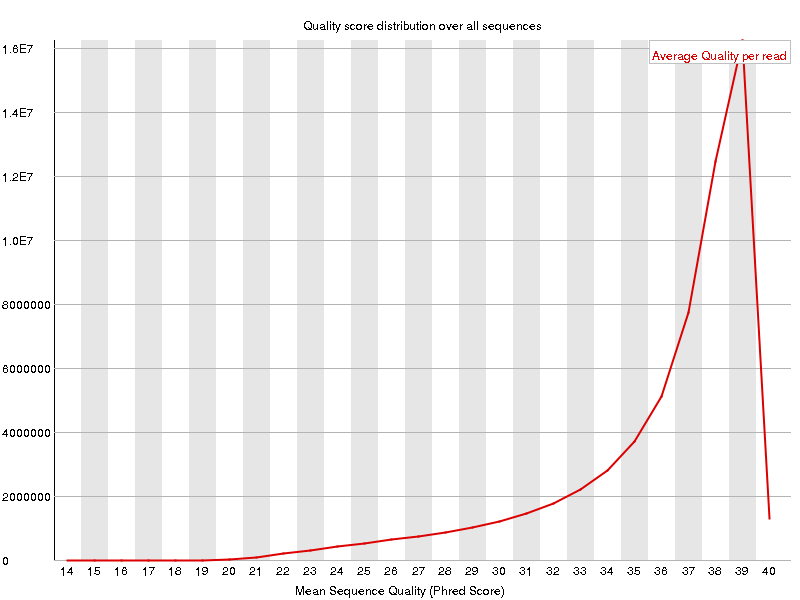 Quality score distribution over all sequences
1.6E7
Average Quality per read
1.4E7
1.2E7
1.0E7
8000000
6000000
4000000
2000000
0
14 15 16 17 18 19 20 21 22 23 24 25 26 27 28 29 30 31 32 33 34 35 36 37 38 39 40
Mean Sequence Quality (Phred Score)